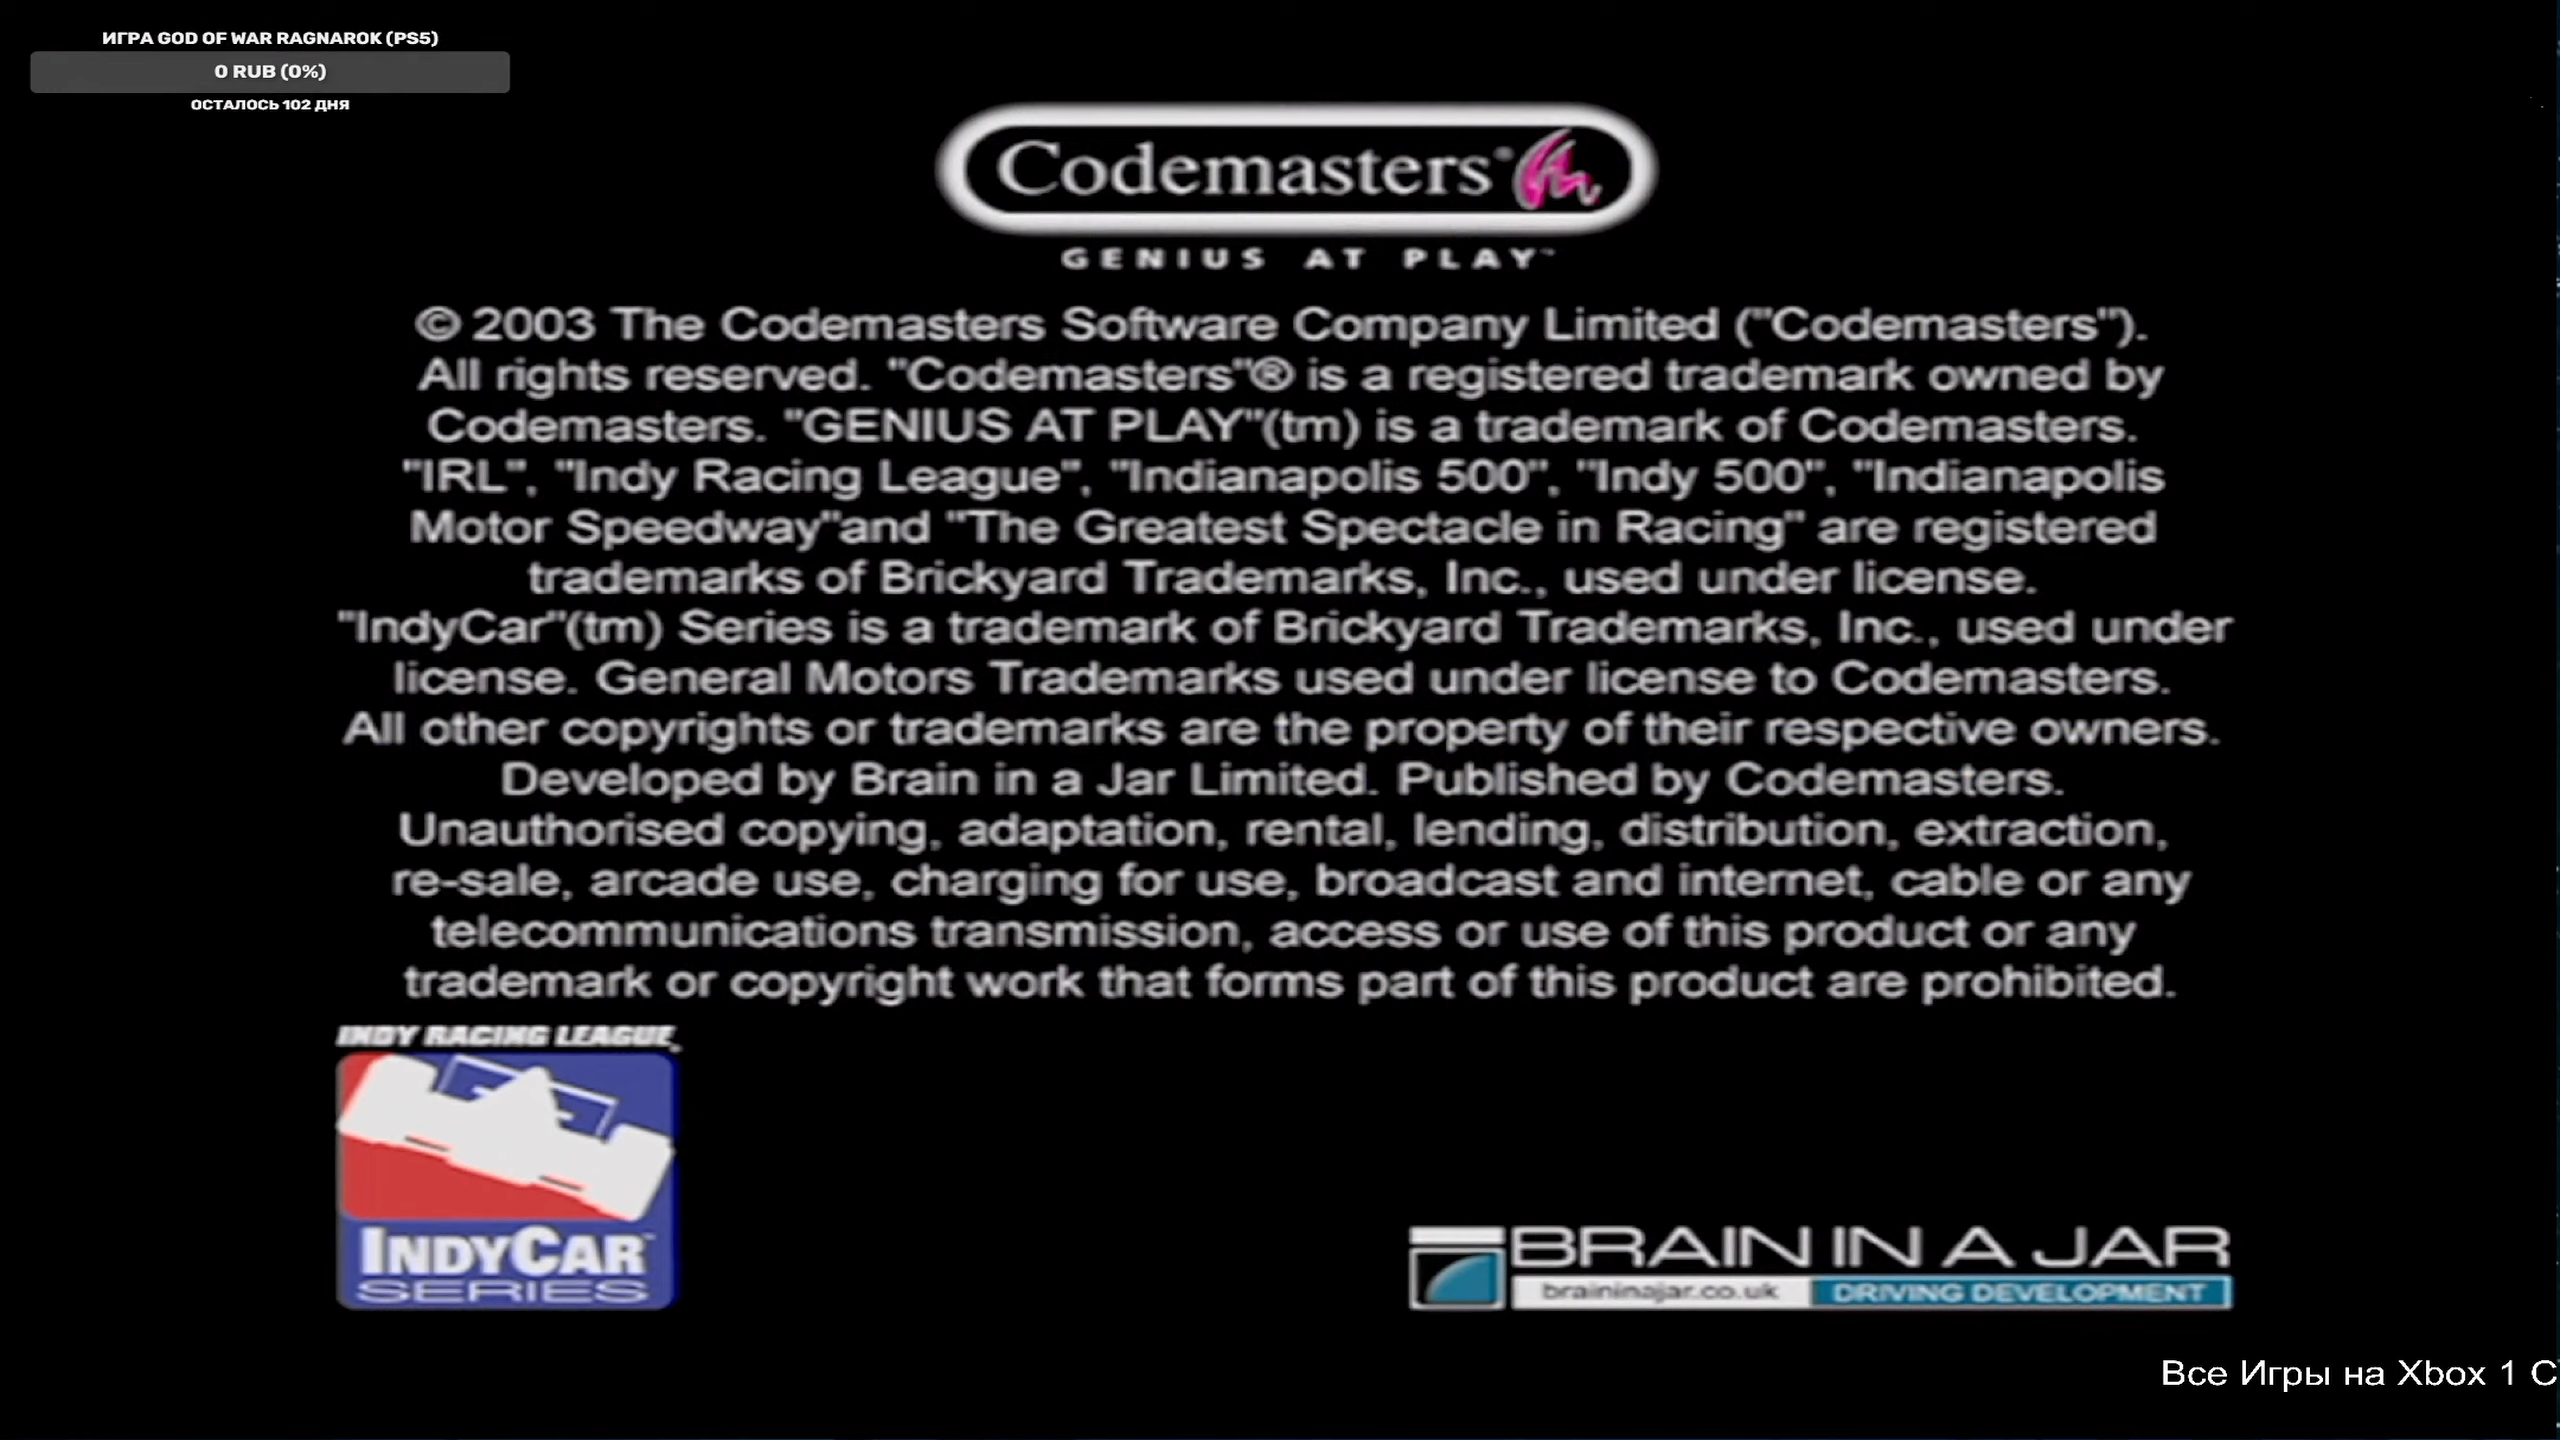 ИГРА GOD OF WAR RAGNAROK (PS5)
0 RUB (0%)
ОСТАЛОСЬ 102 ДНЯ
Codemasters®
GENIUS AT PLAY™
© 2003 The Codemasters Software Company Limited ("Codemasters").
All rights reserved. "Codemasters"® is a registered trademark owned by
Codemasters. "GENIUS AT PLAY"(tm) is a trademark of Codemasters.
"IRL", "Indy Racing League", "Indianapolis 500", "Indy 500", "Indianapolis
Motor Speedway"and "The Greatest Spectacle in Racing" are registered
trademarks of Brickyard Trademarks, Inc., used under license.
"IndyCar"(tm) Series is a trademark of Brickyard Trademarks, Inc., used under
license. General Motors Trademarks used under license to Codemasters.
All other copyrights or trademarks are the property of their respective owners.
Developed by Brain in a Jar Limited. Published by Codemasters.
Unauthorised copying, adaptation, rental, lending, distribution, extraction,
re-sale, arcade use, charging for use, broadcast and internet, cable or any
telecommunications transmission, access or use of this product or any
trademark or copyright work that forms part of this product are prohibited.
INDY RACING LEAGUE
INDYCAR™
SERIES
BRAIN IN A JAR
braininajar.co.uk DRIVING DEVELOPMENT
Все Игры на Xbox 1 С